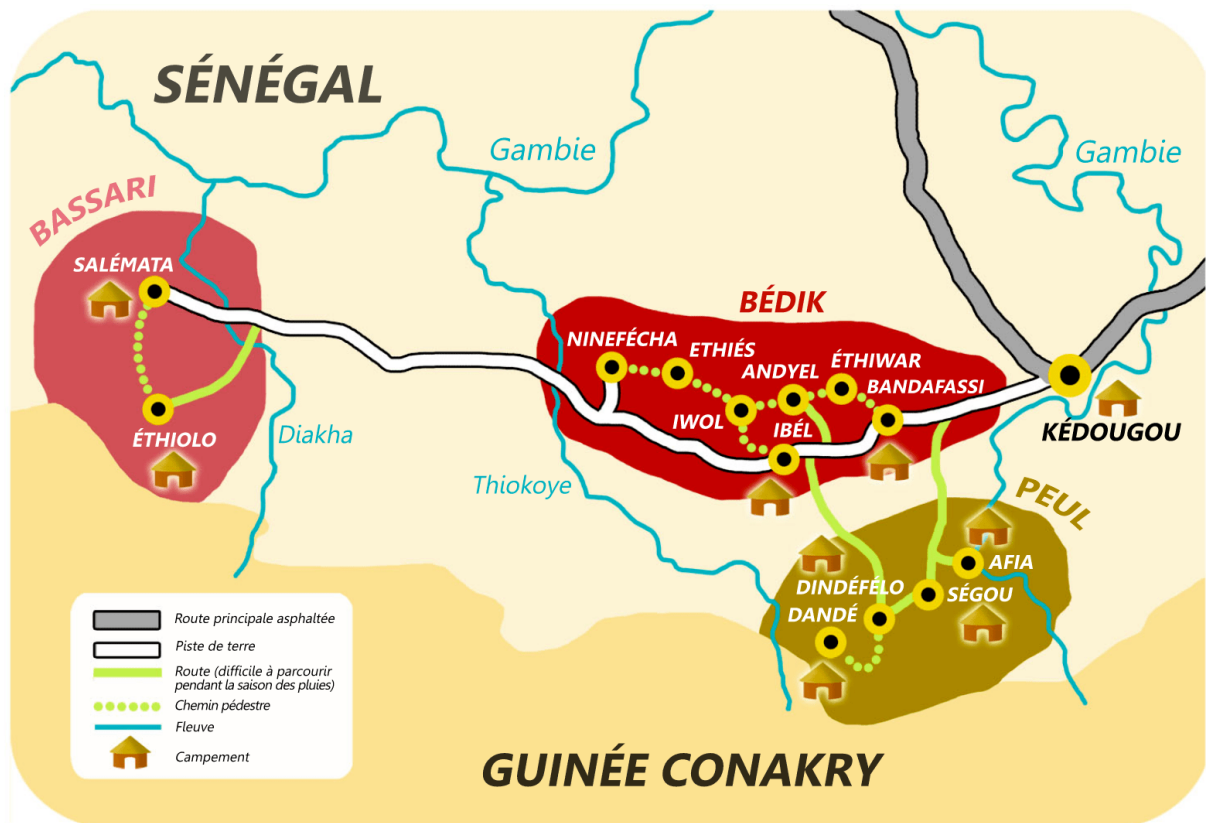 SÉNÉGAL
Gambie
Gambie
BASSARI
SALÉMATA
ÉTHIOLO
Diakha
BÉDIK
NINEFÉCHA
ETHIÉS
ANDYEL
ÉTHIWAR
BANDAFASSI
IWOL
IBÉL
KÉDOUGOU
Thiokoye
PEUL
AFIA
DINDÉFÉLO
SÉGOU
DANDÉ
Route principale asphaltée
Piste de terre
Route (difficile à parcourir
pendant la saison des pluies)
Chemin pédestre
Fleuve
Campement
GUINÉE CONAKRY